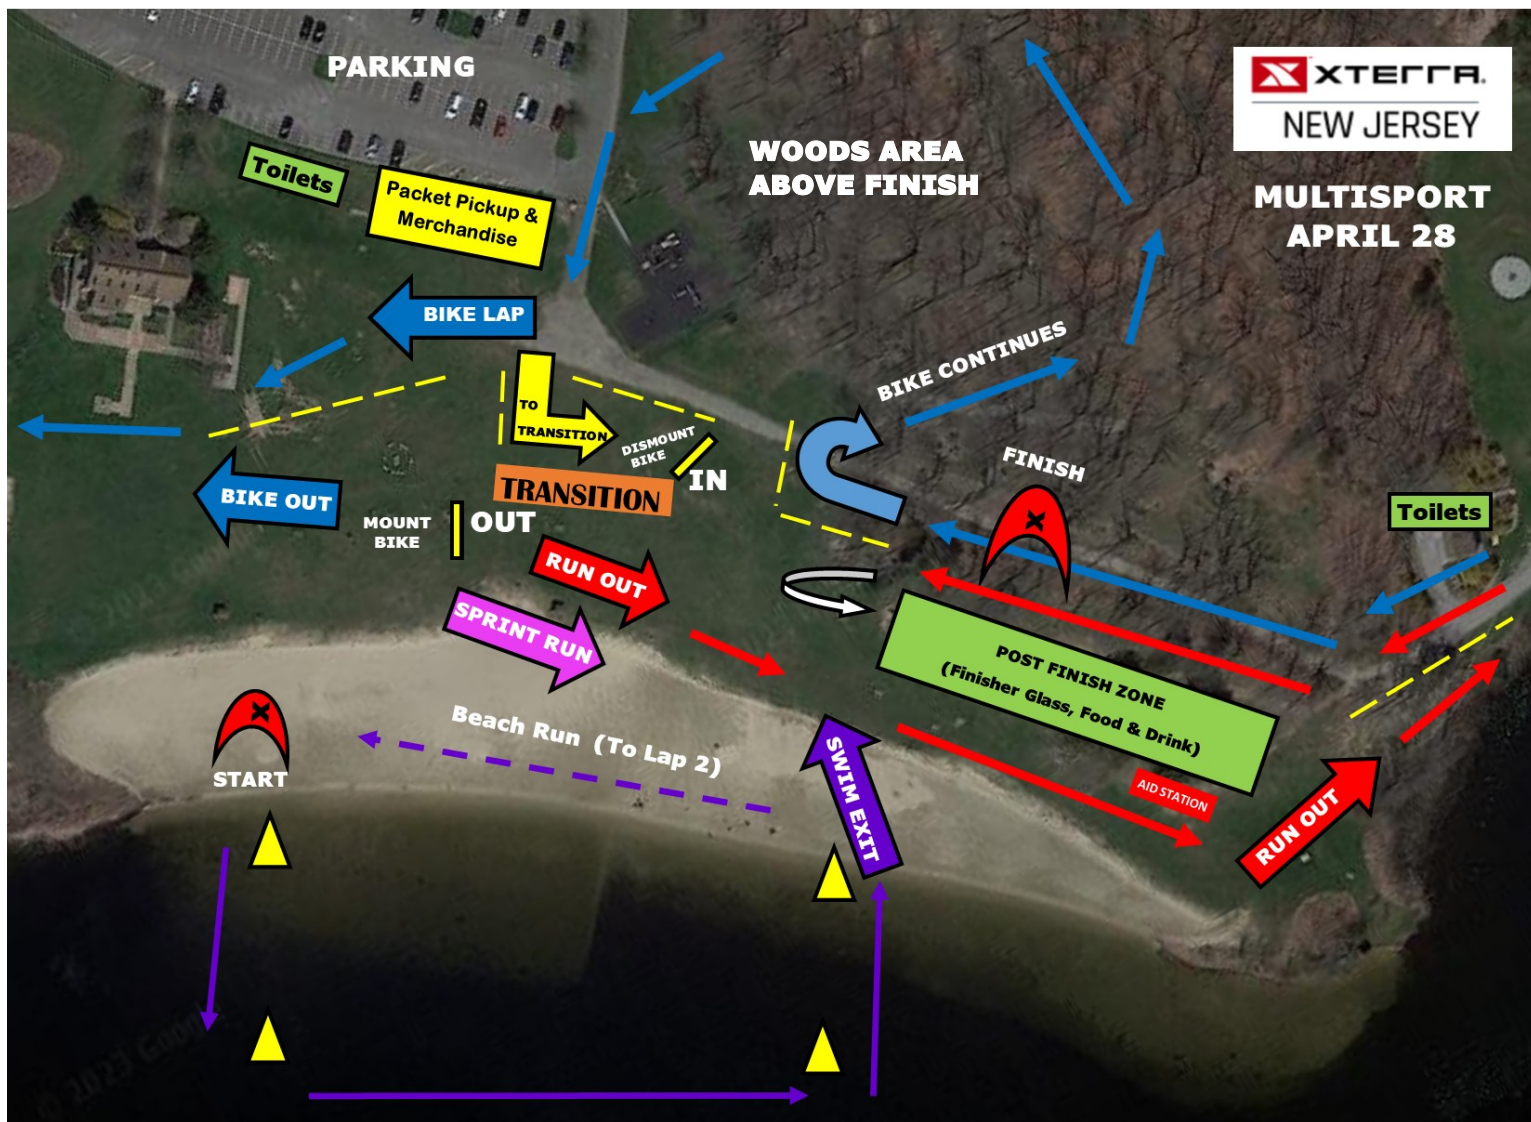 PARKING
XTERRA
NEW JERSEY
WOODS AREA
ABOVE FINISH
MULTISPORT
APRIL 28
Toilets
Packet Pickup &
Merchandise
BIKE LAP
BIKE CONTINUES
TO
TRANSITION
DISMOUNT
BIKE
IN
FINISH
TRANSITION
BIKE OUT
MOUNT
BIKE
OUT
Toilets
RUN OUT
SPRINT RUN
POST FINISH ZONE
(Finisher Glass, Food & Drink)
Beach Run (To Lap 2)
START
SWIM EXIT
AID STATION
RUN OUT